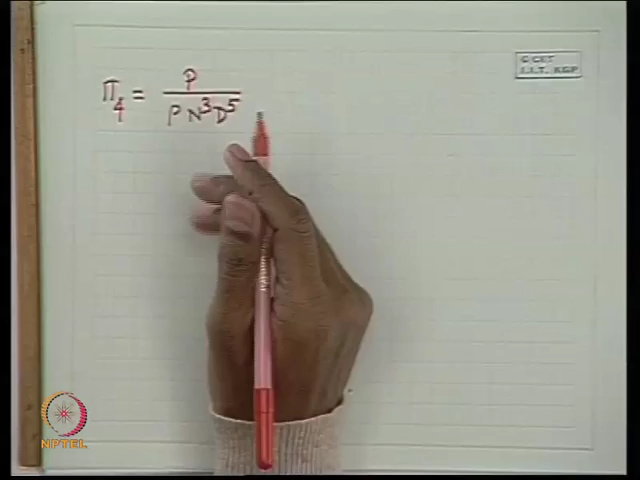 Π₄ = P / ρN³D⁵
© CET
I.I.T. KGP
NPTEL